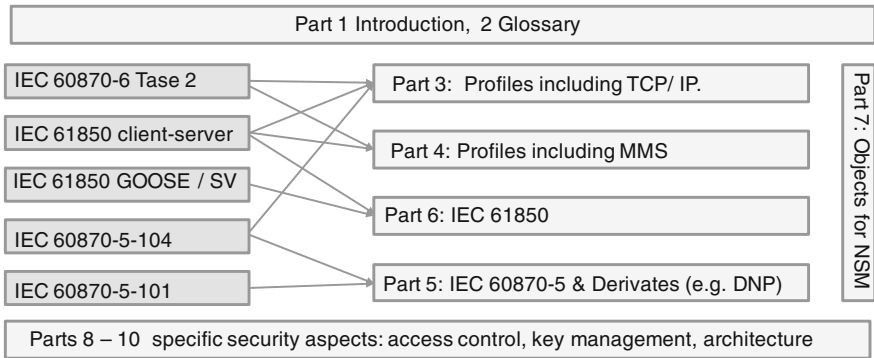 Part 1 Introduction, 2 Glossary
IEC 60870-6 Tase 2
IEC 61850 client-server
IEC 61850 GOOSE / SV
IEC 60870-5-104
IEC 60870-5-101
Part 3: Profiles including TCP/ IP.
Part 4: Profiles including MMS
Part 6: IEC 61850
Part 5: IEC 60870-5 & Derivates (e.g. DNP)
Part 7: Objects for NSM
Parts 8 – 10 specific security aspects: access control, key management, architecture